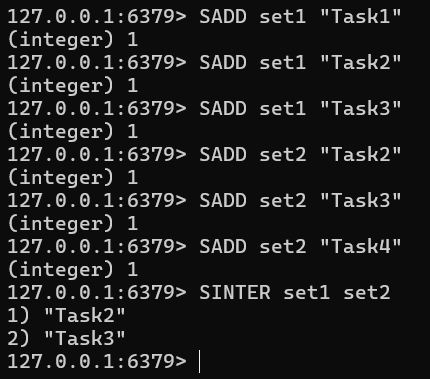 127.0.0.1:6379> SADD set1 "Task1"
(integer) 1
127.0.0.1:6379> SADD set1 "Task2"
(integer) 1
127.0.0.1:6379> SADD set1 "Task3"
(integer) 1
127.0.0.1:6379> SADD set2 "Task2"
(integer) 1
127.0.0.1:6379> SADD set2 "Task3"
(integer) 1
127.0.0.1:6379> SADD set2 "Task4"
(integer) 1
127.0.0.1:6379> SINTER set1 set2
1) "Task2"
2) "Task3"
127.0.0.1:6379>